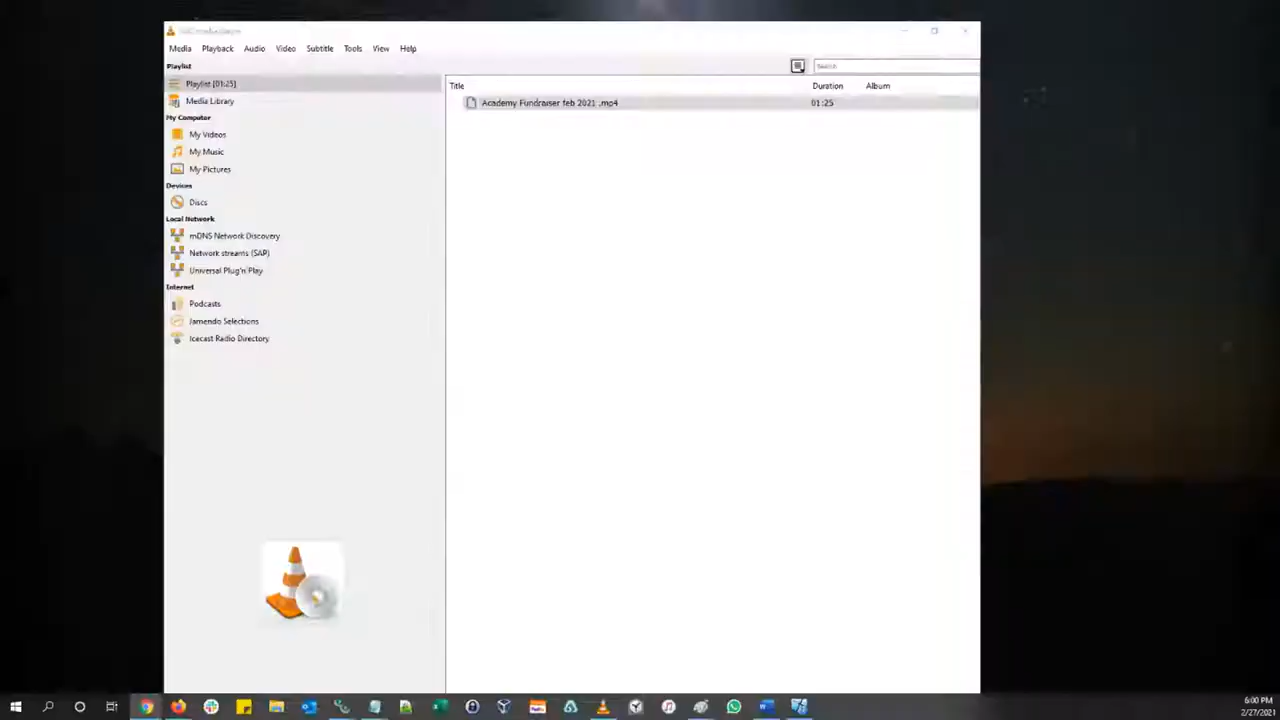 VLC media player
Media Playback Audio Video Subtitle Tools View Help
Playlist
Search
Playlist [01:25]
Media Library
My Computer
My Videos
My Music
My Pictures
Devices
Discs
Local Network
mDNS Network Discovery
Network streams (SAP)
Universal Plug'n'Play
Internet
Podcasts
Jamendo Selections
Icecast Radio Directory
Title Duration Album
Academy Fundraiser feb 2021 .mp4 01:25
6:00 PM
2/27/2021